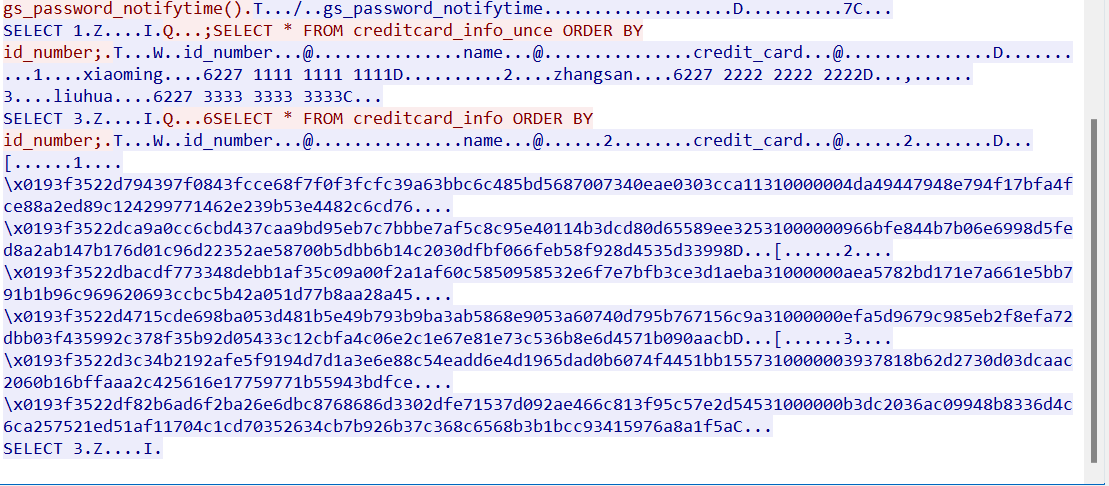 gs_password_notifytime().T.../..gs_password_notifytime..................D..........7C...
SELECT 1.Z....I.Q...;SELECT * FROM creditcard_info_unce ORDER BY
id_number;.T...W..id_number...@...............name...@...............credit_card...@...............D.......
...1....xiaoming....6227 1111 1111 1111D..........2....zhangsan....6227 2222 2222 2222D...,......
3....liuhua....6227 3333 3333 3333C...
SELECT 3.Z....I.Q...6SELECT * FROM creditcard_info ORDER BY
id_number;.T...W..id_number...@...............name...@......2........credit_card...@......2........D...
[......1....
\x0193f3522d794397f0843fcce68f7f0f3fcfc39a63bbc6c485bd5687007340eae0303cca11310000004da49447948e794f17bfa4f
ce88a2ed89c124299771462e239b53e4482c6cd76....
\x0193f3522dca9a0cc6cbd437caa9bd95eb7c7bbbe7af5c8c95e40114b3dcd80d65589ee32531000000966bfe844b7b06e6998d5fe
d8a2ab147b176d01c96d22352ae58700b5dbb6b14c2030dfbf066feb58f928d4535d33998D...[......2....
\x0193f3522dbacdf773348debb1af35c09a00f2a1af60c5850958532e6f7e7bfb3ce3d1aeba31000000aea5782bd171e7a661e5bb7
91b1b96c969620693ccbc5b42a051d77b8aa28a45....
\x0193f3522d4715cde698ba053d481b5e49b793b9ba3ab5868e9053a60740d795b767156c9a31000000efa5d9679c985eb2f8efa72
dbb03f435992c378f35b92d05433c12cbfa4c06e2c1e67e81e73c536b8e6d4571b090aacbD...[......3....
\x0193f3522d3c34b2192afe5f9194d7d1a3e6e88c54eadd6e4d1965dad0b6074f4451bb1557310000003937818b62d2730d03dcaac
2060b16bffaaa2c425616e17759771b55943bdfce....
\x0193f3522df82b6ad6f2ba26e6dbc8768686d3302dfe71537d092ae466c813f95c57e2d54531000000b3dc2036ac09948b8336d4c
6ca257521ed51af11704c1cd70352634cb7b926b37c368c6568b3b1bcc93415976a8a1f5aC...
SELECT 3.Z....I.